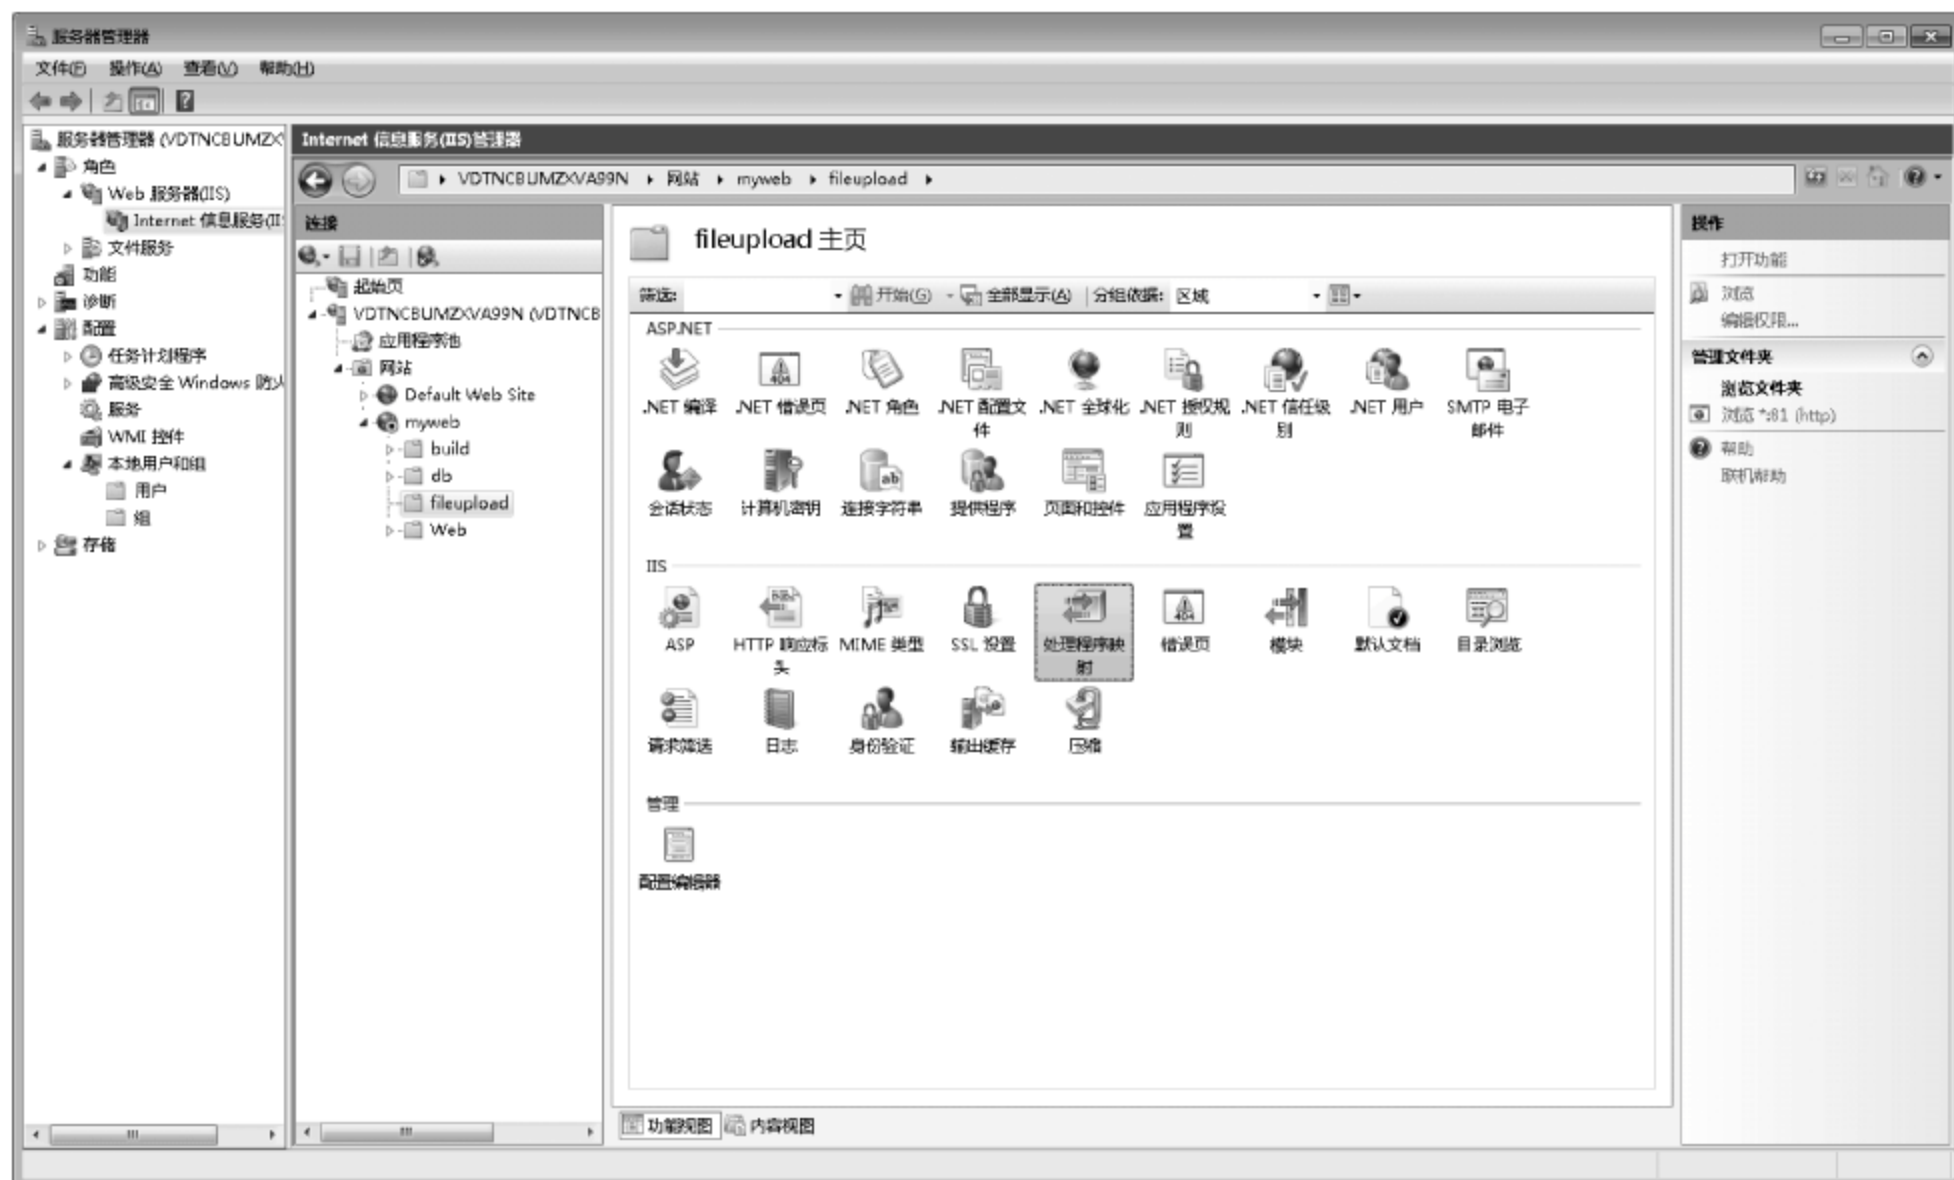 服务器管理器
文件(F) 操作(A) 查看(V) 帮助(H)
服务器管理器 (VDTNCBUMZXV
角色
Web 服务器(IIS)
Internet 信息服务(II
文件服务
功能
诊断
配置
任务计划程序
高级安全 Windows 防火
服务
WMI 控件
本地用户和组
用户
组
存储
Internet 信息服务(IIS)管理器
VDTNCBUMZXVA99N 网站 myweb fileupload
连接
起始页
VDTNCBUMZXVA99N (VDTNCB
应用程序池
网站
Default Web Site
myweb
build
db
fileupload
Web
fileupload 主页
筛选: 开始(G) 全部显示(A) 分组依据: 区域
ASP.NET
.NET 编译 .NET 错误页 .NET 角色 .NET 配置文件 .NET 全球化 .NET 授权规则 .NET 信任级别 .NET 用户 SMTP 电子邮件
会话状态 计算机密钥 连接字符串 提供程序 页面和控件 应用程序设置
IIS
ASP HTTP 响应标头 MIME 类型 SSL 设置 处理程序映射 错误页 模块 默认文档 目录浏览
请求筛选 日志 身份验证 输出缓存 压缩
管理
配置编辑器
功能视图 内容视图
操作
打开功能
浏览
编辑权限...
管理文件夹
浏览文件夹
浏览 *:81 (http)
帮助
联机帮助